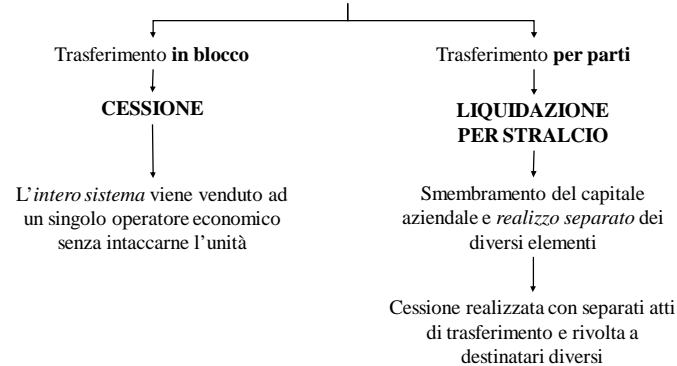 Trasferimento in blocco
CESSIONE
L'intero sistema viene venduto ad
un singolo operatore economico
senza intaccarne l'unità
Trasferimento per parti
LIQUIDAZIONE
PER STRALCIO
Smembramento del capitale
aziendale e realizzo separato dei
diversi elementi
Cessione realizzata con separati atti
di trasferimento e rivolta a
destinatari diversi